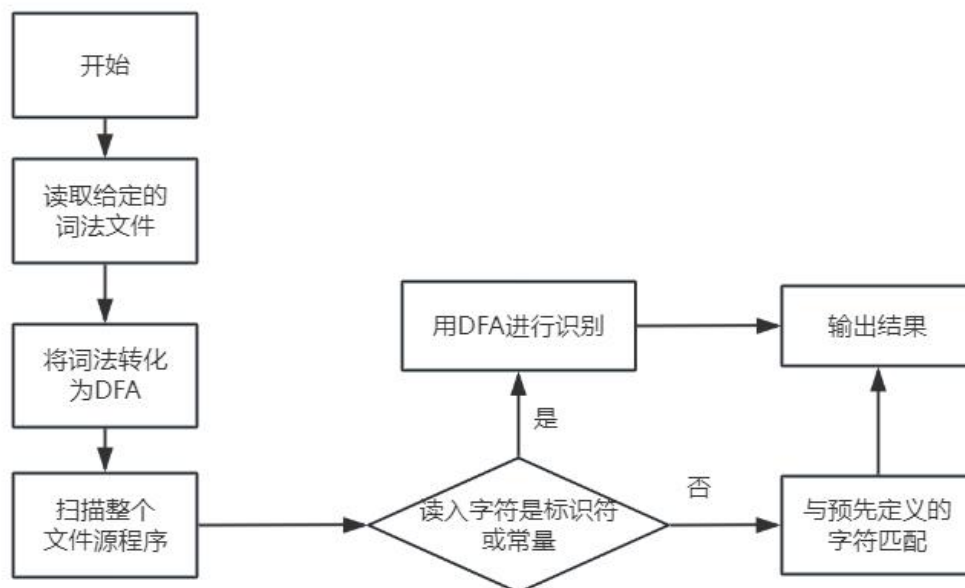 开始
读取给定的
词法文件
将词法转化
为DFA
扫描整个
文件源程序
读入字符是标识符
或常量
是
用DFA进行识别
否
与预先定义的
字符匹配
输出结果